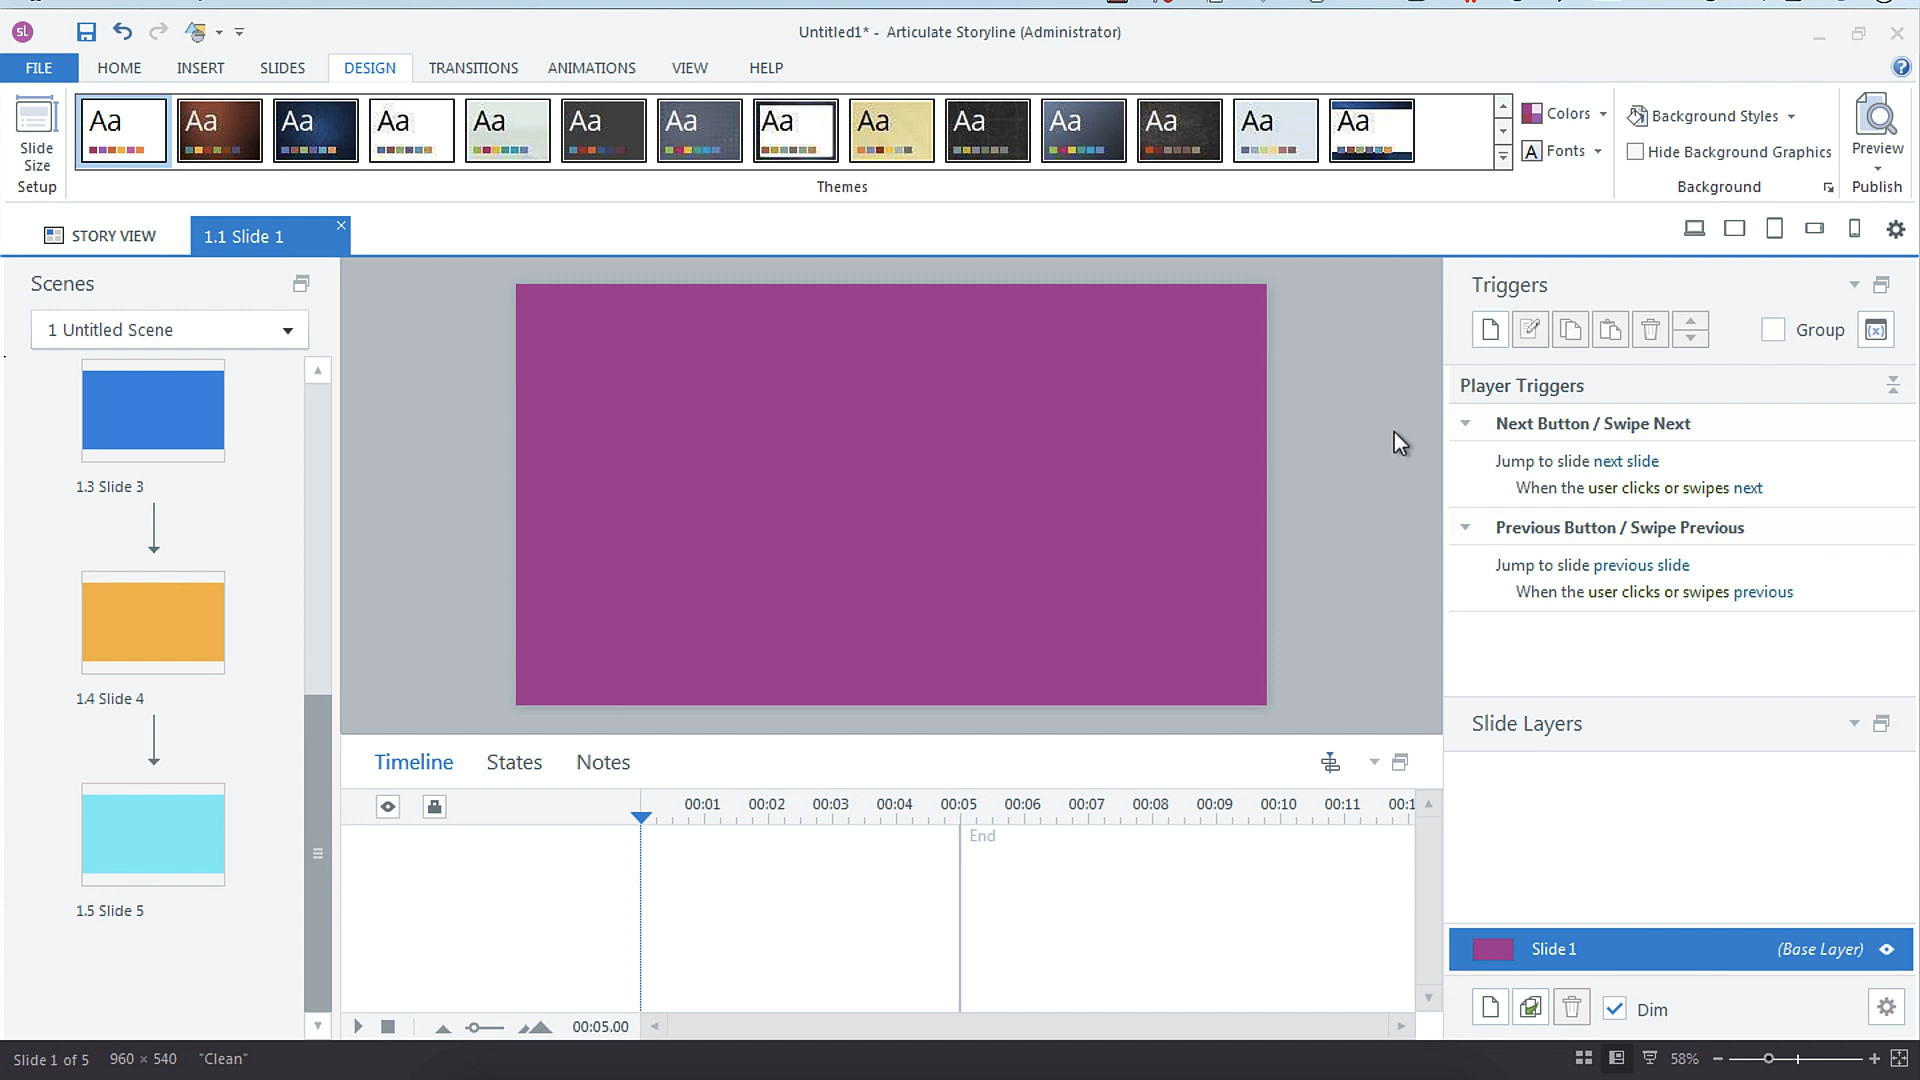 sl
Untitled1* - Articulate Storyline (Administrator)
FILE HOME INSERT SLIDES DESIGN TRANSITIONS ANIMATIONS VIEW HELP
?
Aa Aa Aa Aa Aa Aa Aa Aa Aa Aa Aa Aa Aa Aa
Slide
Size
Setup
Themes
Colors
A Fonts
Background Styles
Hide Background Graphics
Background
Preview
Publish
STORY VIEW
1.1 Slide 1
Scenes
1 Untitled Scene
1.3 Slide 3
1.4 Slide 4
1.5 Slide 5
Timeline States Notes
00:01 00:02 00:03 00:04 00:05 00:06 00:07 00:08 00:09 00:10 00:11 00:1
End
00:05.00
Triggers
Group
(x)
Player Triggers
Next Button / Swipe Next
Jump to slide next slide
When the user clicks or swipes next
Previous Button / Swipe Previous
Jump to slide previous slide
When the user clicks or swipes previous
Slide Layers
Slide 1 (Base Layer)
Dim
Slide 1 of 5 960 × 540 "Clean"
58%